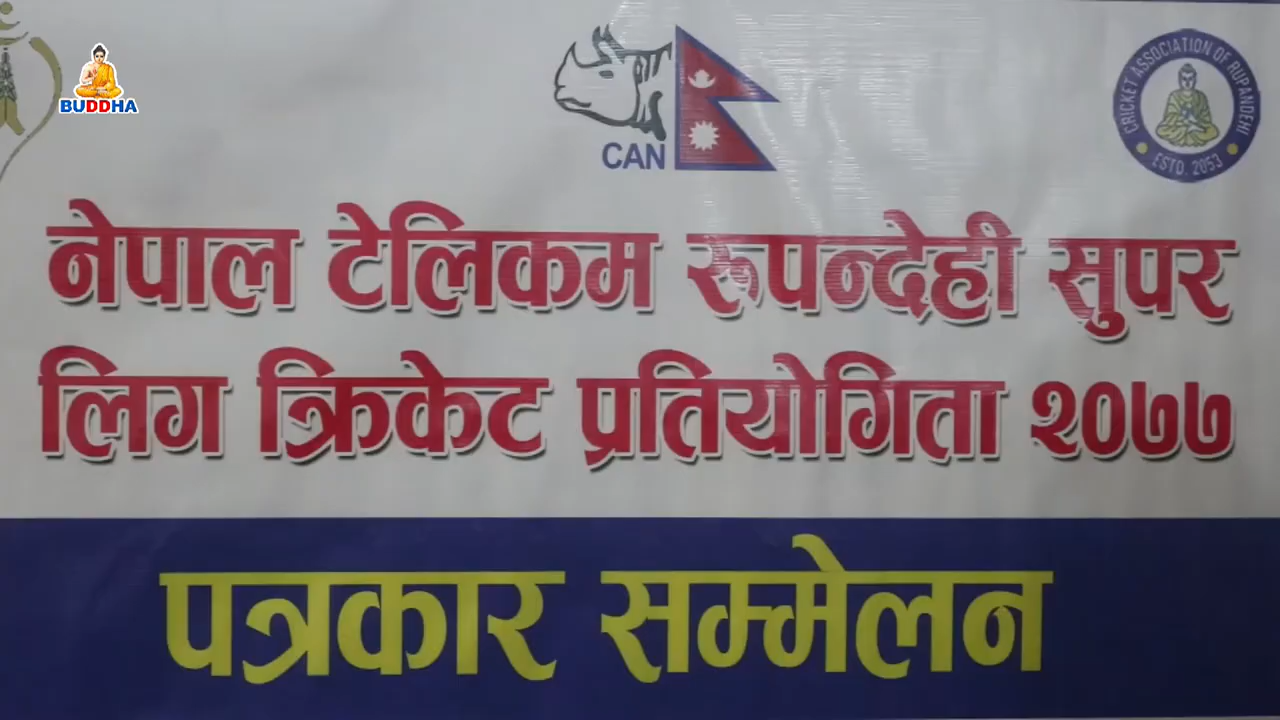 BUDDHA
CAN
CRICKET ASSOCIATION OF RUPANDEHI
ESTD. 2053
नेपाल टेलिकम रुपन्देही सुपर
लिग क्रिकेट प्रतियोगिता २०७७
पत्रकार सम्मेलन